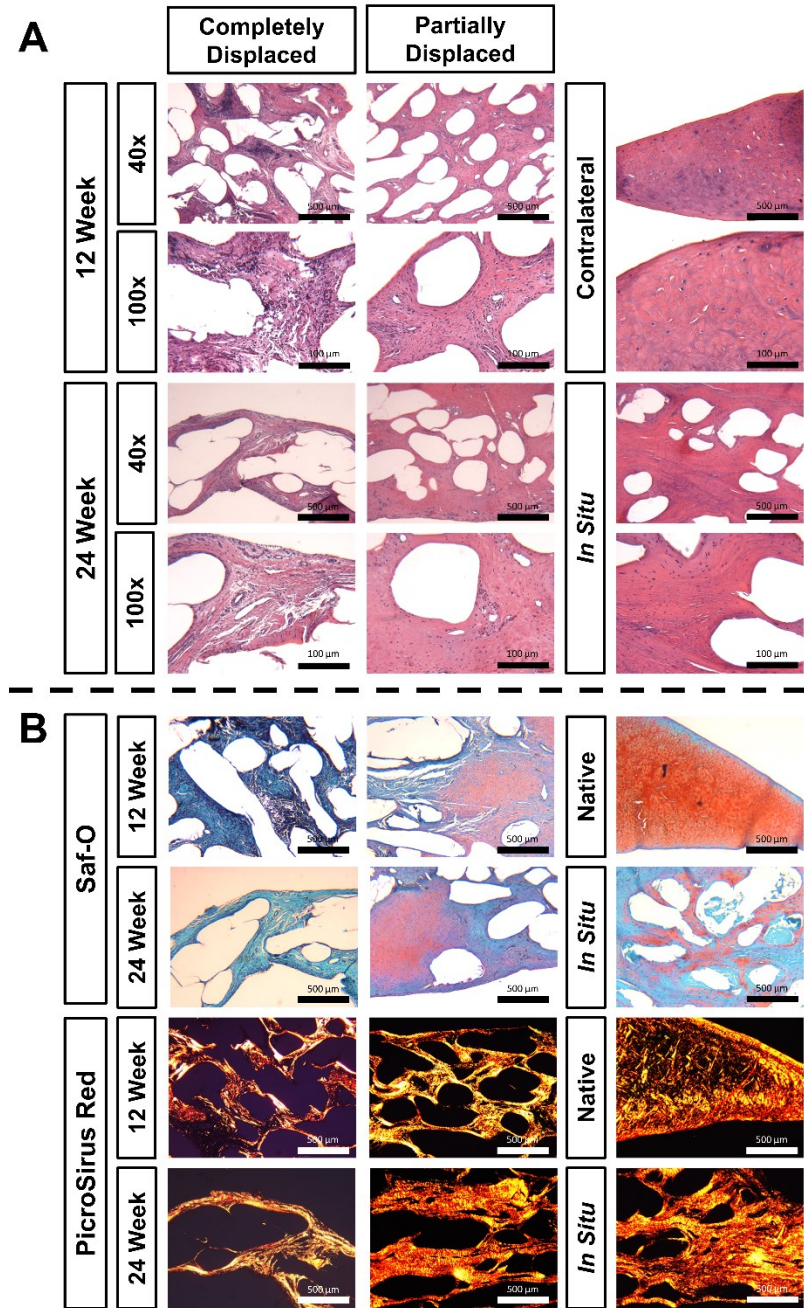 A
Completely
Displaced
Partially
Displaced
12 Week
40x
500 µm
500 µm
Contralateral
500 µm
100x
100 µm
100 µm
100 µm
24 Week
40x
500 µm
500 µm
In Situ
500 µm
100x
100 µm
100 µm
100 µm
B
Saf-O
12 Week
500 µm
500 µm
Native
500 µm
24 Week
500 µm
500 µm
In Situ
500 µm
PicroSirus Red
12 Week
500 µm
500 µm
Native
500 µm
24 Week
500 µm
500 µm
In Situ
500 µm